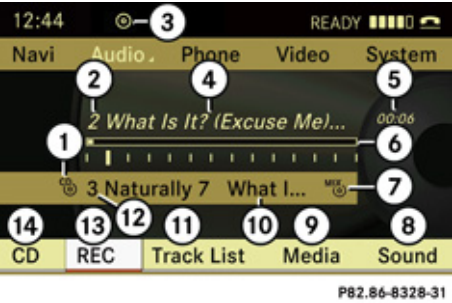 12:44 3 READY
Navi Audio Phone Video System
2 4 5
2 What Is It? (Excuse Me)... 00:06
1 6
CD 3 Naturally 7 What I... MIX 7
14 13 12 11 10 9 8
CD REC Track List Media Sound
P82.86-8328-31